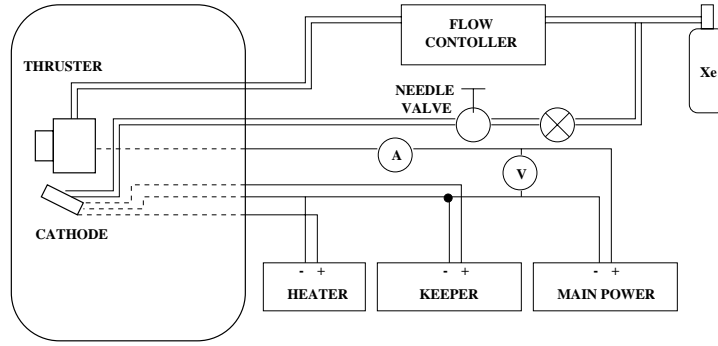 FLOW
CONTOLLER
THRUSTER
Xe
NEEDLE
VALVE
A
V
CATHODE
- +
- +
- +
HEATER
KEEPER
MAIN POWER